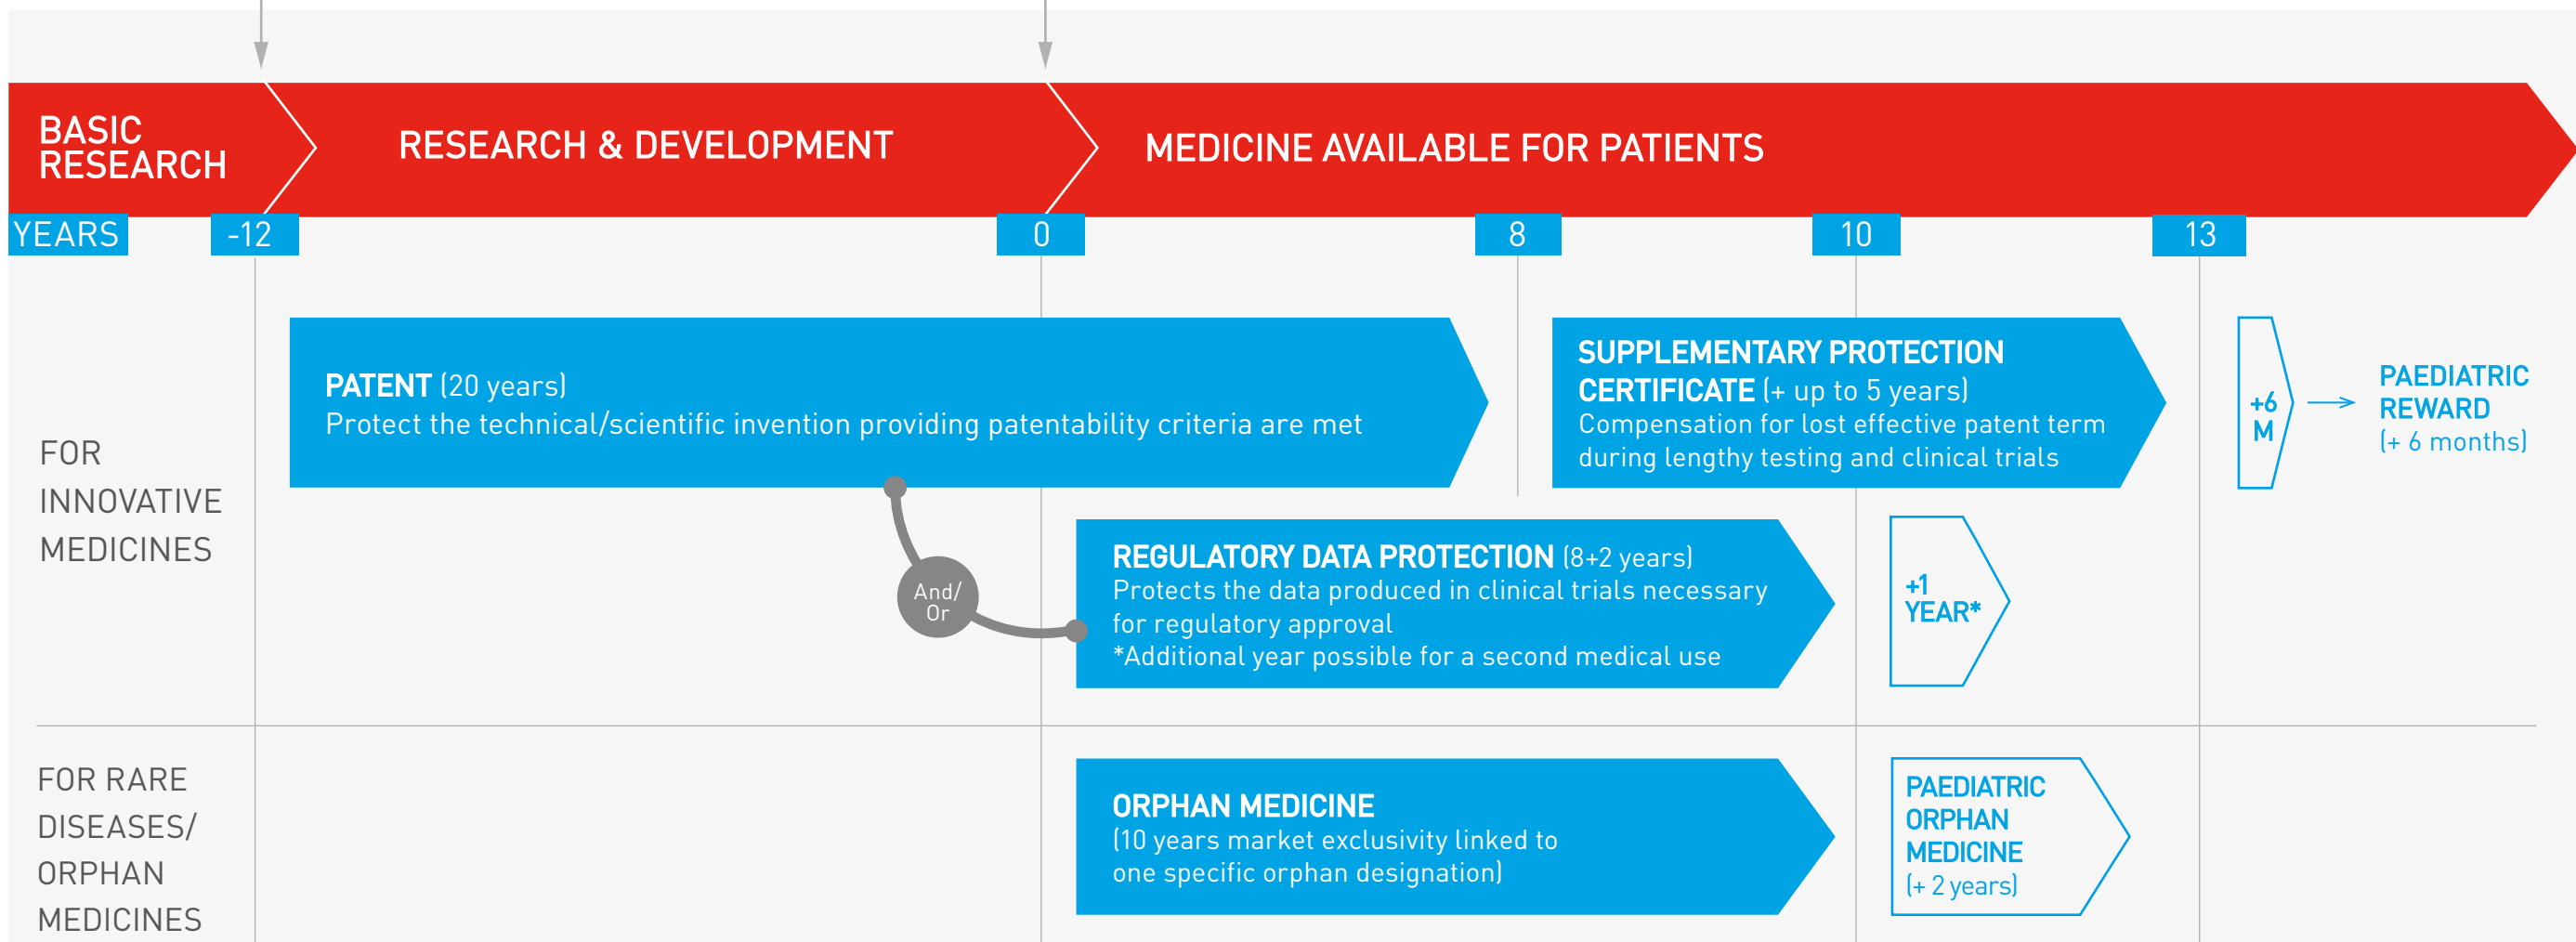 BASIC
RESEARCH
RESEARCH & DEVELOPMENT
MEDICINE AVAILABLE FOR PATIENTS
YEARS
-12
0
8
10
13
FOR
INNOVATIVE
MEDICINES
PATENT (20 years)
Protect the technical/scientific invention providing patentability criteria are met
SUPPLEMENTARY PROTECTION
CERTIFICATE (+ up to 5 years)
Compensation for lost effective patent term
during lengthy testing and clinical trials
+6
M
PAEDIATRIC
REWARD
(+ 6 months)
And/
Or
REGULATORY DATA PROTECTION (8+2 years)
Protects the data produced in clinical trials necessary
for regulatory approval
*Additional year possible for a second medical use
+1
YEAR*
FOR RARE
DISEASES/
ORPHAN
MEDICINES
ORPHAN MEDICINE
(10 years market exclusivity linked to
one specific orphan designation)
PAEDIATRIC
ORPHAN
MEDICINE
(+ 2 years)